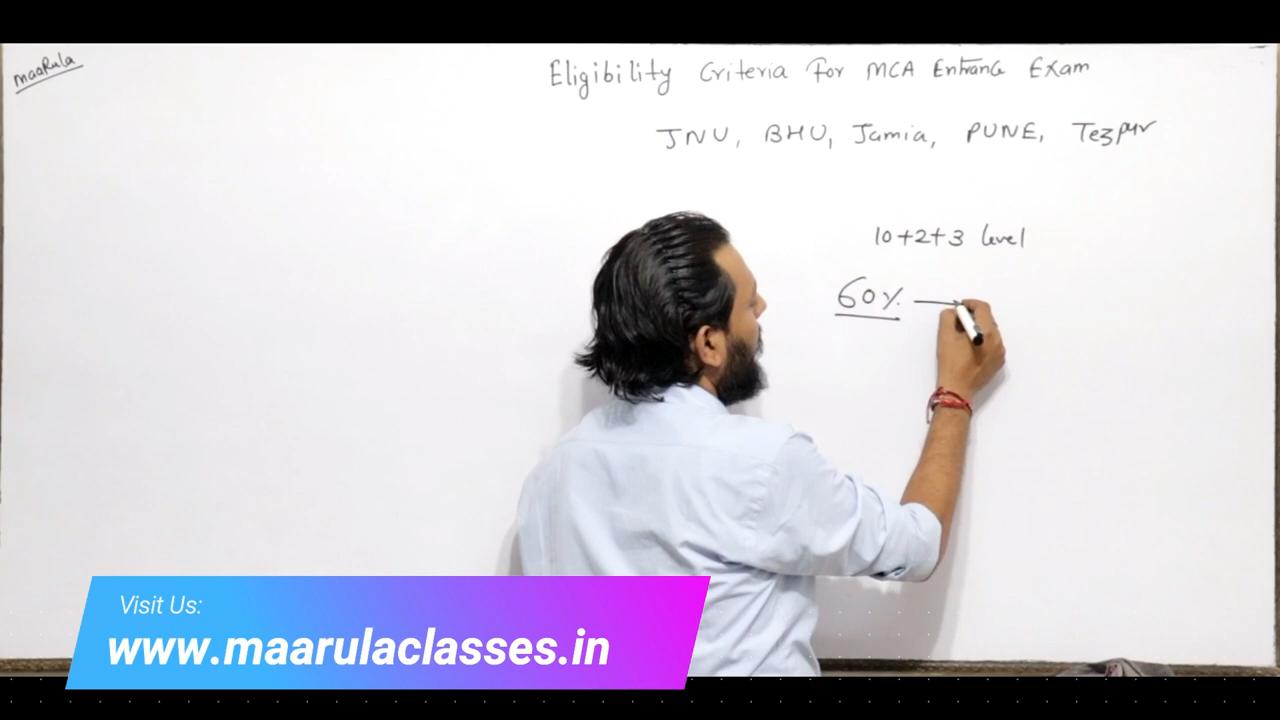 maaRula
Eligibility Criteria For MCA Entrance Exam
JNU, BHU, Jamia, PUNE, Tezpur
10+2+3 level
60%
Visit Us:
www.maarulaclasses.in